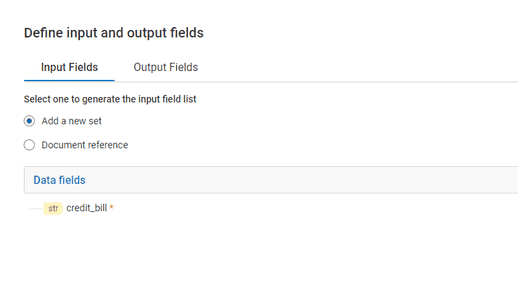 Define input and output fields
Input Fields
Output Fields
Select one to generate the input field list
Add a new set
Document reference
Data fields
str credit_bill *